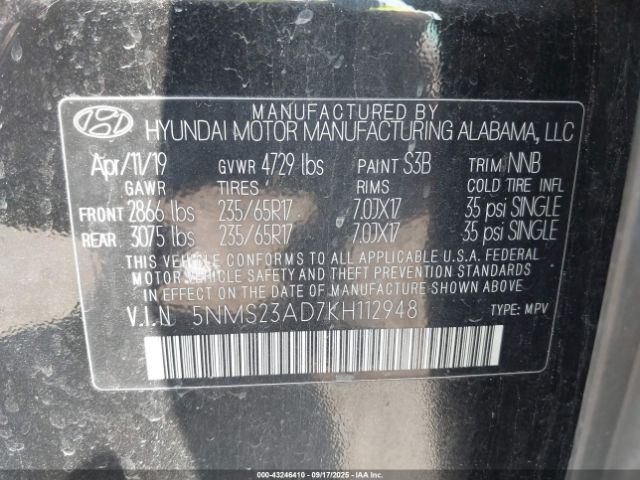 MANUFACTURED BY
HYUNDAI MOTOR MANUFACTURING ALABAMA, LLC
Apr/11/19 GVWR 4729 lbs PAINT S3B TRIM NNB
GAWR TIRES RIMS COLD TIRE INFL
FRONT 2866 lbs 235/65R17 7.0JX17 35 psi SINGLE
REAR 3075 lbs 235/65R17 7.0JX17 35 psi SINGLE
THIS VEHICLE CONFORMS TO ALL APPLICABLE U.S.A. FEDERAL
MOTOR VEHICLE SAFETY AND THEFT PREVENTION STANDARDS
IN EFFECT ON THE DATE OF MANUFACTURE SHOWN ABOVE.
V.I.N 5NMS23AD7KH112948 TYPE: MPV
000-43246410 - 09/17/2025 - IAAI.com